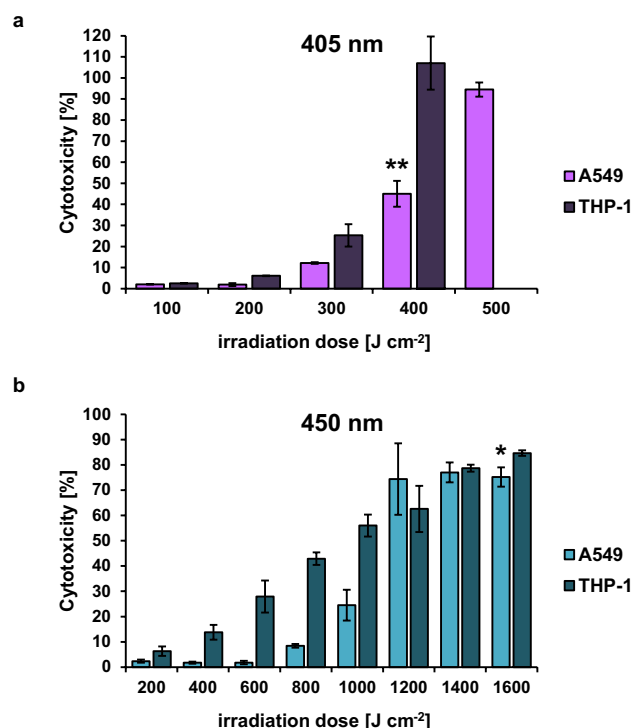 a
405 nm
120
110
100
90
80
70
60
50
40
30
20
10
0
Cytotoxicity [%]
**
A549
THP-1
100 200 300 400 500
irradiation dose [J cm⁻²]
b
450 nm
100
90
80
70
60
50
40
30
20
10
0
Cytotoxicity [%]
*
A549
THP-1
200 400 600 800 1000 1200 1400 1600
irradiation dose [J cm⁻²]